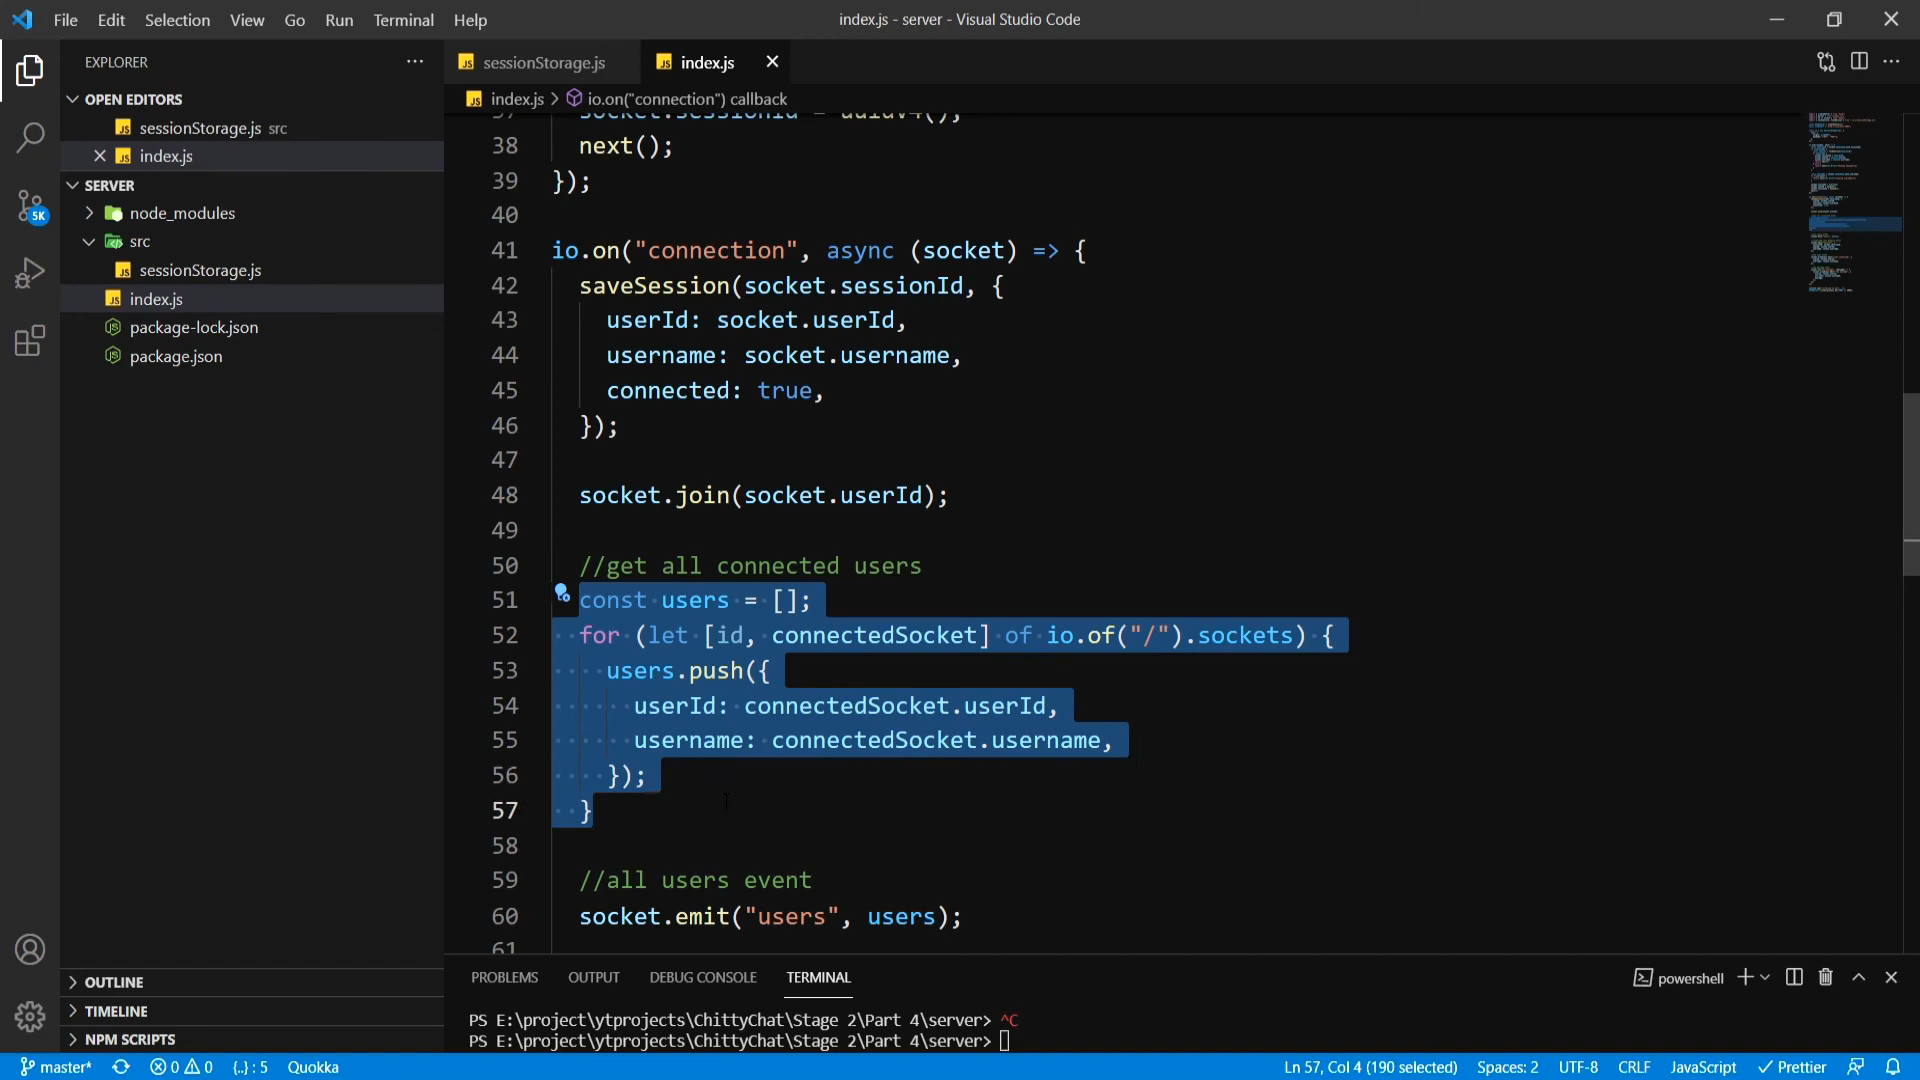 File Edit Selection View Go Run Terminal Help
index.js - server - Visual Studio Code
EXPLORER
OPEN EDITORS
sessionStorage.js src
index.js
SERVER
node_modules
src
sessionStorage.js
index.js
package-lock.json
package.json
OUTLINE
TIMELINE
NPM SCRIPTS
5K
sessionStorage.js
index.js
index.js > io.on("connection") callback
37 socket.sessionId = uuidv4();
38 next();
39 });
40
41 io.on("connection", async (socket) => {
42 saveSession(socket.sessionId, {
43 userId: socket.userId,
44 username: socket.username,
45 connected: true,
46 });
47
48 socket.join(socket.userId);
49
50 //get all connected users
51 const users = [];
52 for (let [id, connectedSocket] of io.of("/").sockets) {
53 users.push({
54 userId: connectedSocket.userId,
55 username: connectedSocket.username,
56 });
57 }
58
59 //all users event
60 socket.emit("users", users);
61
PROBLEMS OUTPUT DEBUG CONSOLE TERMINAL
powershell
PS E:\project\ytprojects\ChittyChat\Stage 2\Part 4\server> ^C
PS E:\project\ytprojects\ChittyChat\Stage 2\Part 4\server>
master* 0 0 {..} : 5 Quokka
Ln 57, Col 4 (190 selected) Spaces: 2 UTF-8 CRLF JavaScript Prettier